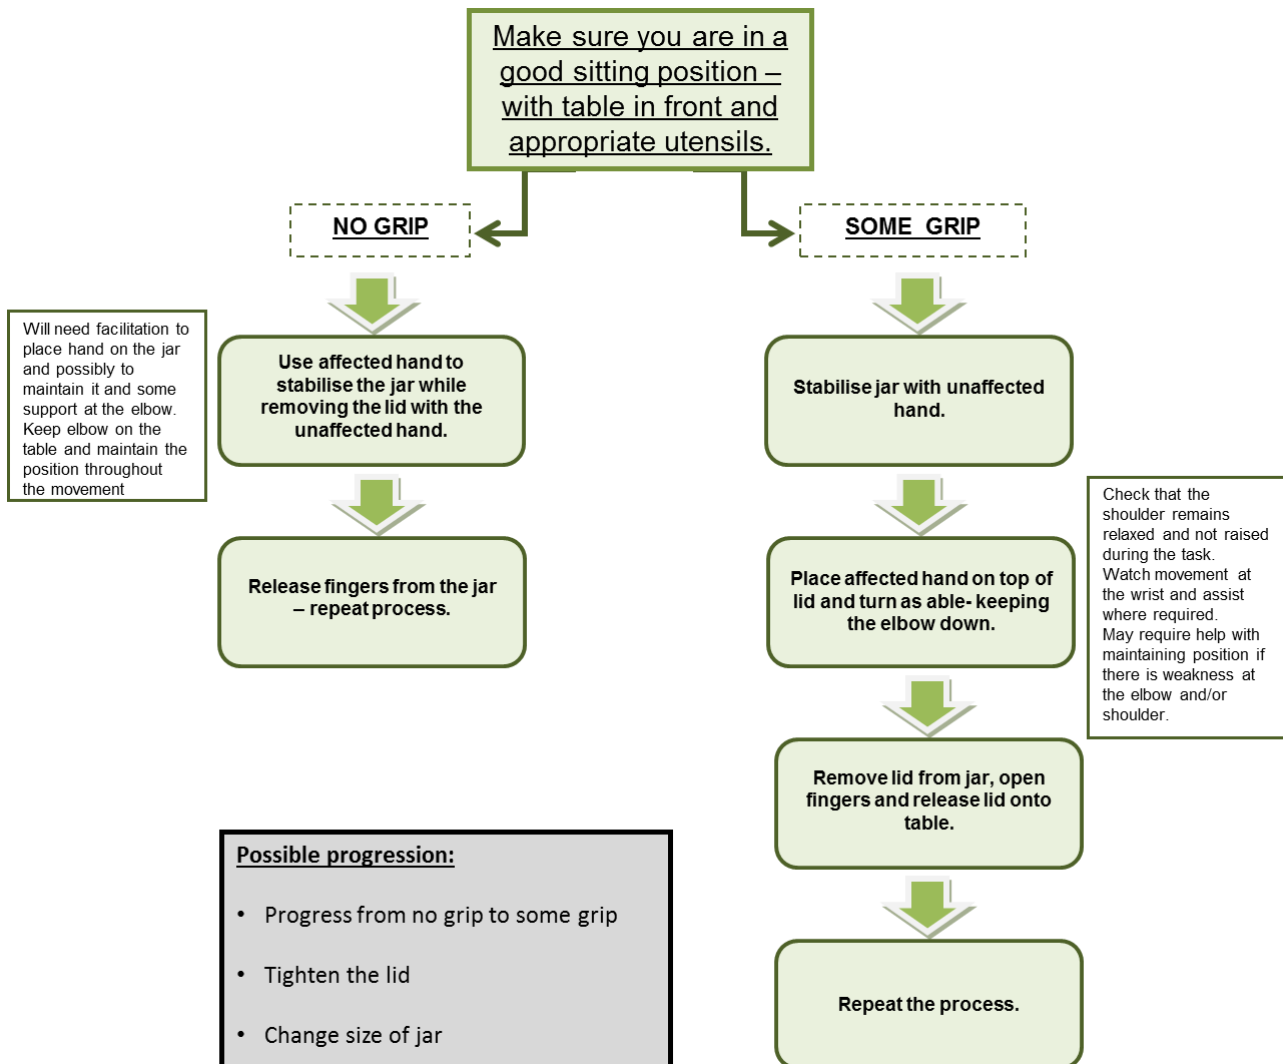 Make sure you are in a
good sitting position –
with table in front and
appropriate utensils.
NO GRIP
SOME GRIP
Will need facilitation to
place hand on the jar
and possibly to
maintain it and some
support at the elbow.
Keep elbow on the
table and maintain the
position throughout
the movement
Use affected hand to
stabilise the jar while
removing the lid with the
unaffected hand.
Release fingers from the jar
– repeat process.
Stabilise jar with unaffected
hand.
Place affected hand on top of
lid and turn as able- keeping
the elbow down.
Check that the
shoulder remains
relaxed and not raised
during the task.
Watch movement at
the wrist and assist
where required.
May require help with
maintaining position if
there is weakness at
the elbow and/or
shoulder.
Remove lid from jar, open
fingers and release lid onto
table.
Repeat the process.
Possible progression:
• Progress from no grip to some grip
• Tighten the lid
• Change size of jar